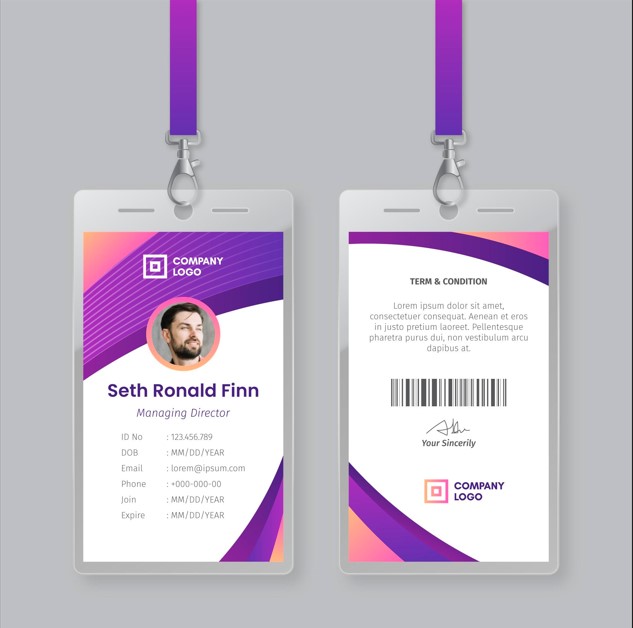 COMPANY
LOGO
Seth Ronald Finn
Managing Director
ID No : 123.456.789
DOB : MM/DD/YEAR
Email : lorem@ipsum.com
Phone : +000-000-00
Join : MM/DD/YEAR
Expire : MM/DD/YEAR
TERM & CONDITION
Lorem ipsum dolor sit amet,
consectetuer consequat. Aenean et eros
in justo pretium laoreet. Pellentesque
pharetra purus dui, non vestibulum arcu
dapibus at.
Your Sincerily
COMPANY
LOGO